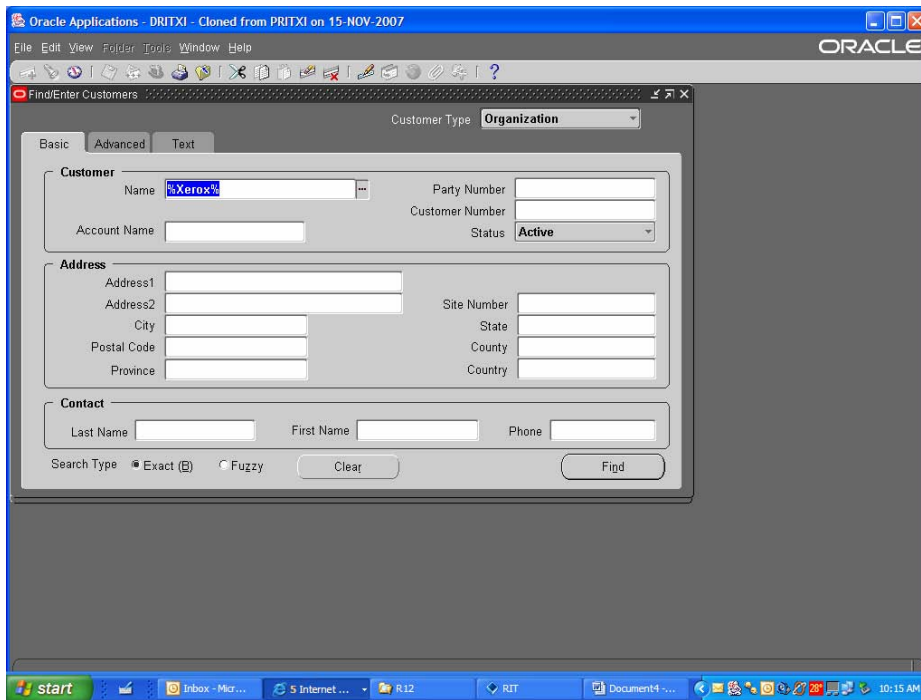 Oracle Applications - DRITXI - Cloned from PRITXI on 15-NOV-2007
File Edit View Folder Tools Window Help
ORACLE
Find/Enter Customers
Customer Type Organization
Basic Advanced Text
Customer
Name %Xerox% Party Number
Customer Number
Account Name Status Active
Address
Address1
Address2 Site Number
City State
Postal Code County
Province Country
Contact
Last Name First Name Phone
Search Type Exact (B) Fuzzy Clear Find
start Inbox - Micr... 5 Internet ... R12 RIT Document4 -... 28° 10:15 AM